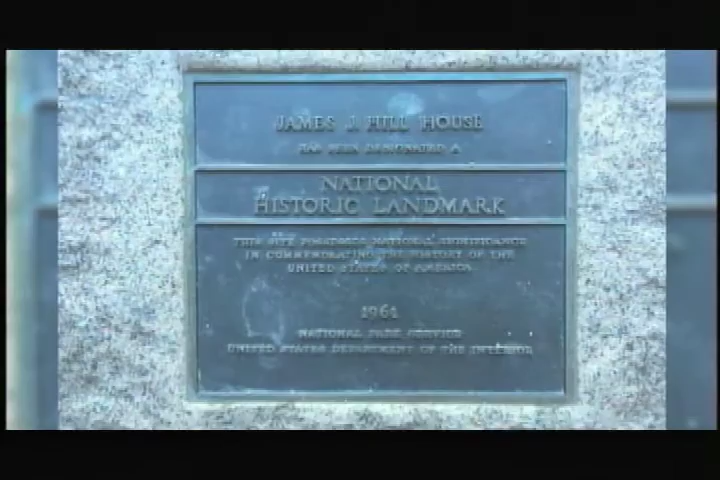 JAMES J. HILL HOUSE
HAS BEEN DESIGNATED A
NATIONAL
HISTORIC LANDMARK
THIS SITE POSSESSES NATIONAL SIGNIFICANCE
IN COMMEMORATING THE HISTORY OF THE
UNITED STATES OF AMERICA
1961
NATIONAL PARK SERVICE
UNITED STATES DEPARTMENT OF THE INTERIOR